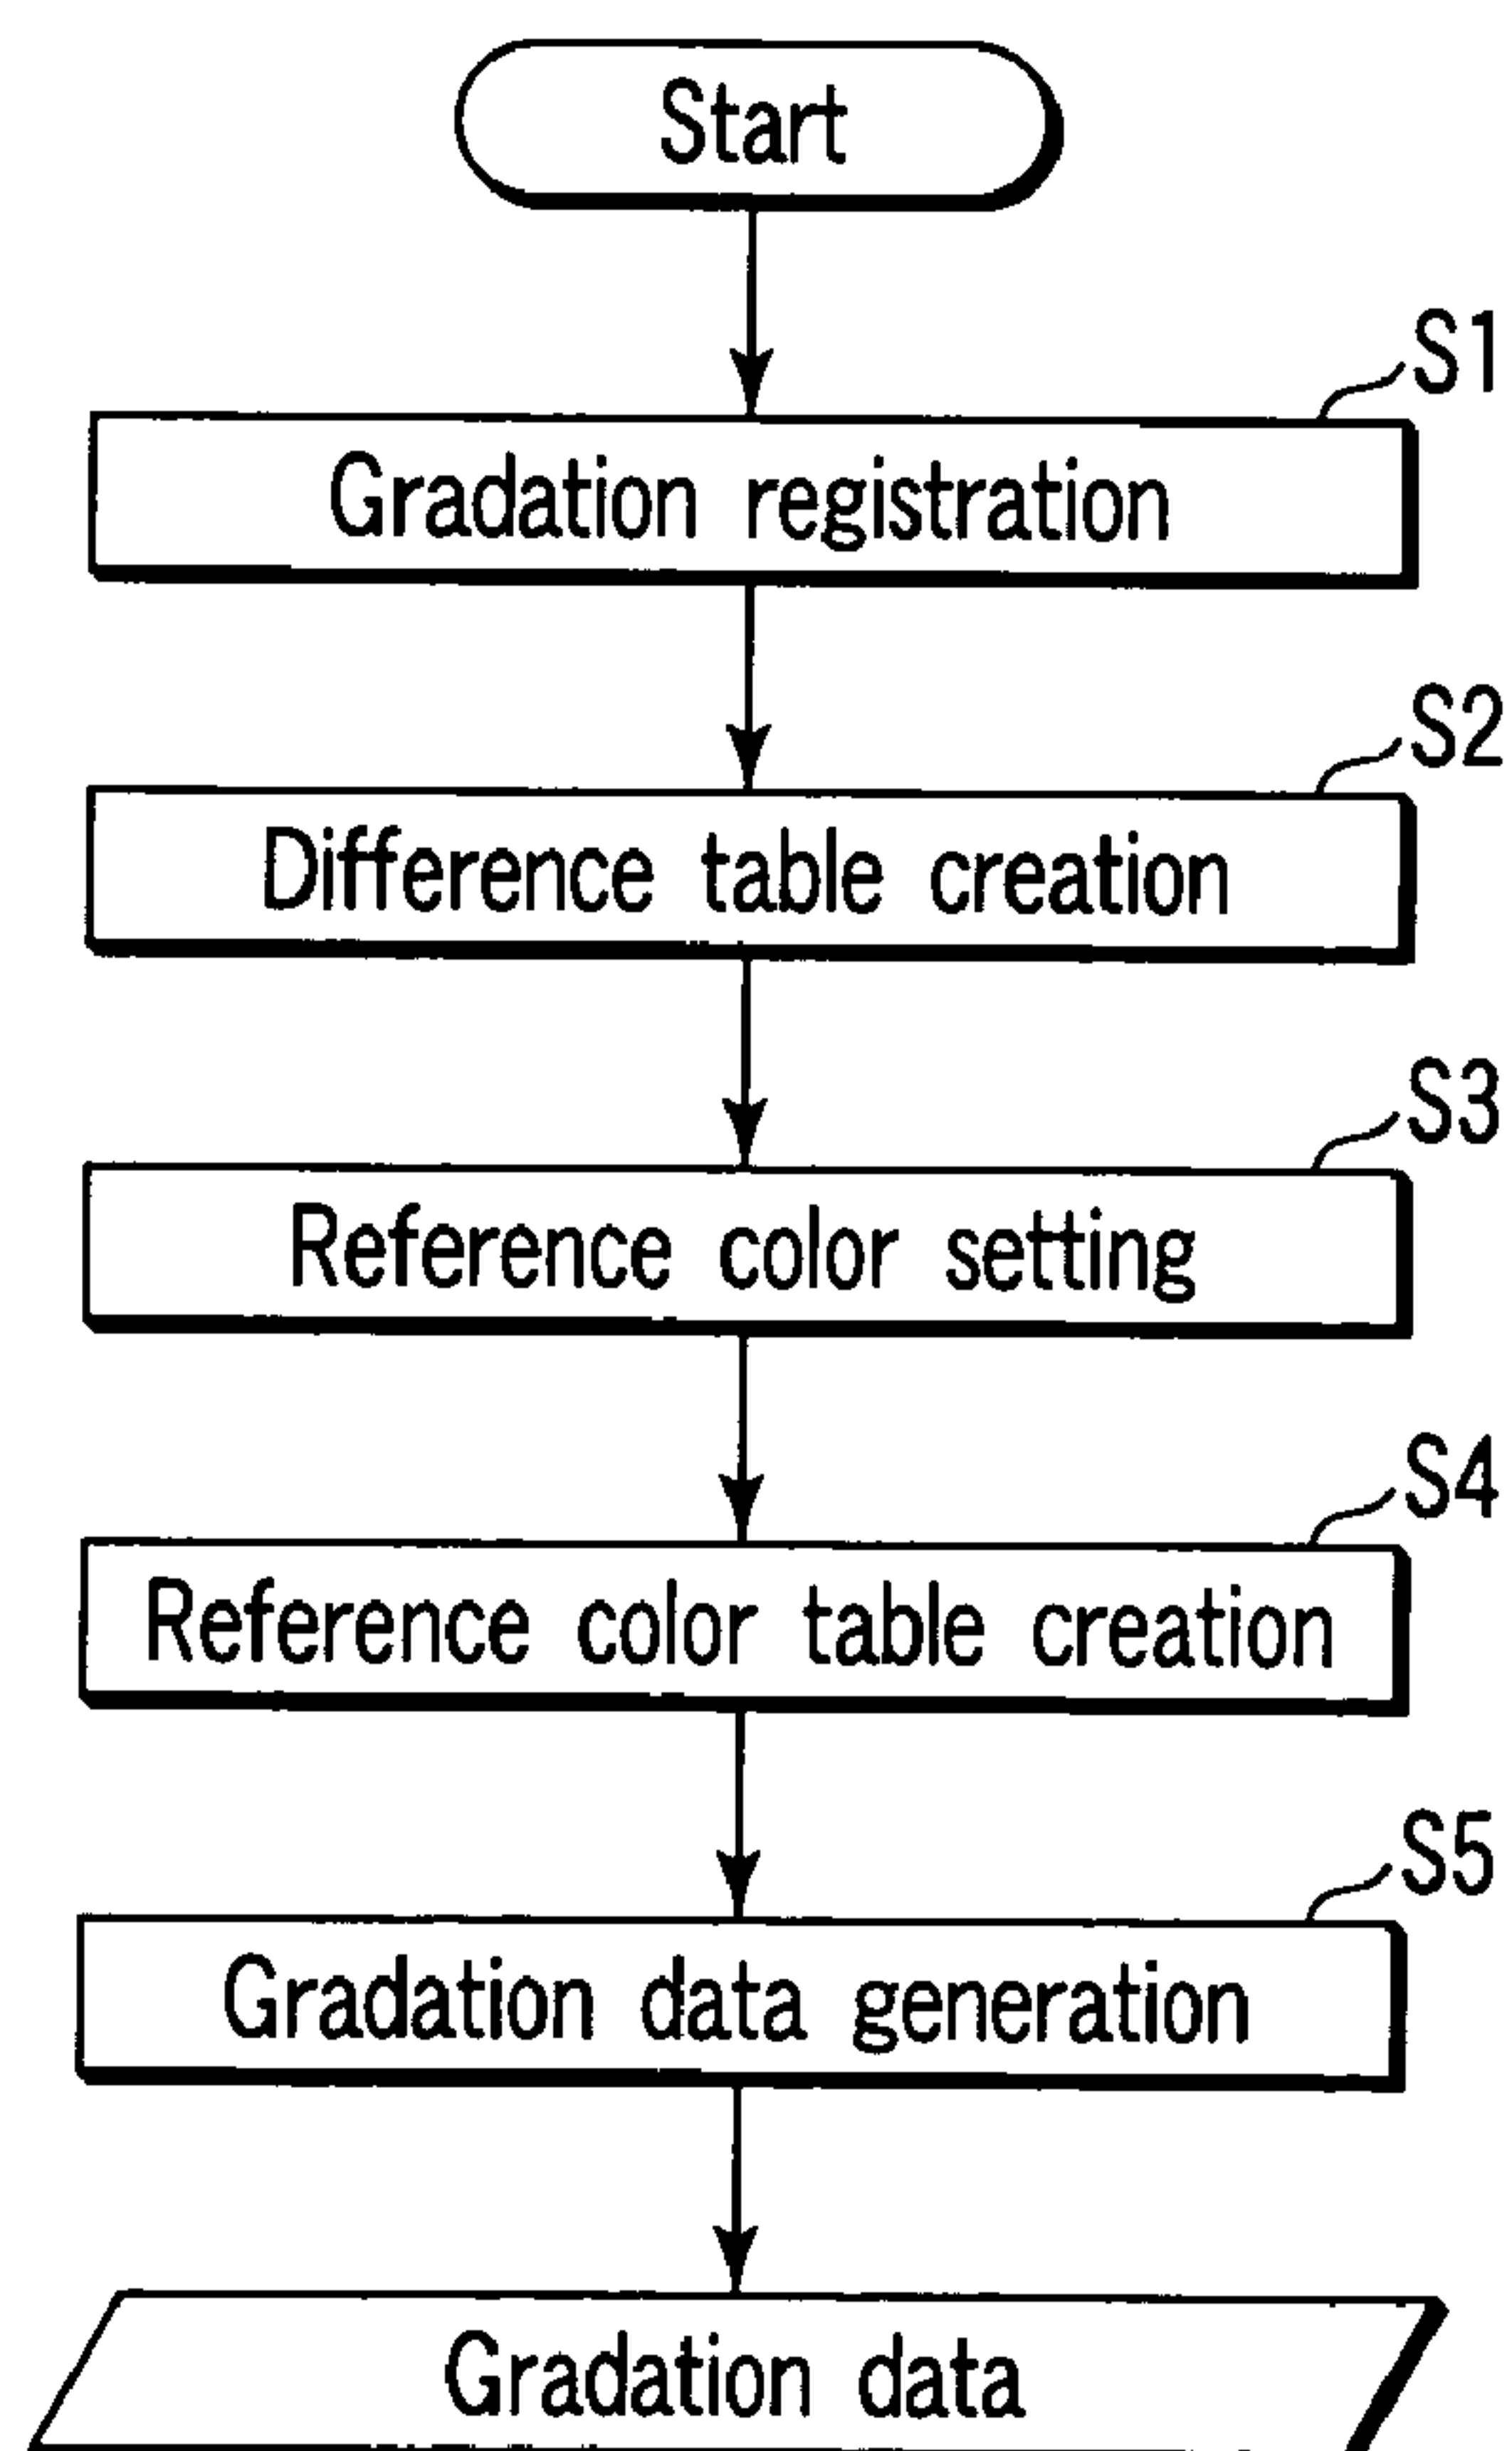 Start
S1
Gradation registration
S2
Difference table creation
S3
Reference color setting
S4
Reference color table creation
S5
Gradation data generation
Gradation data